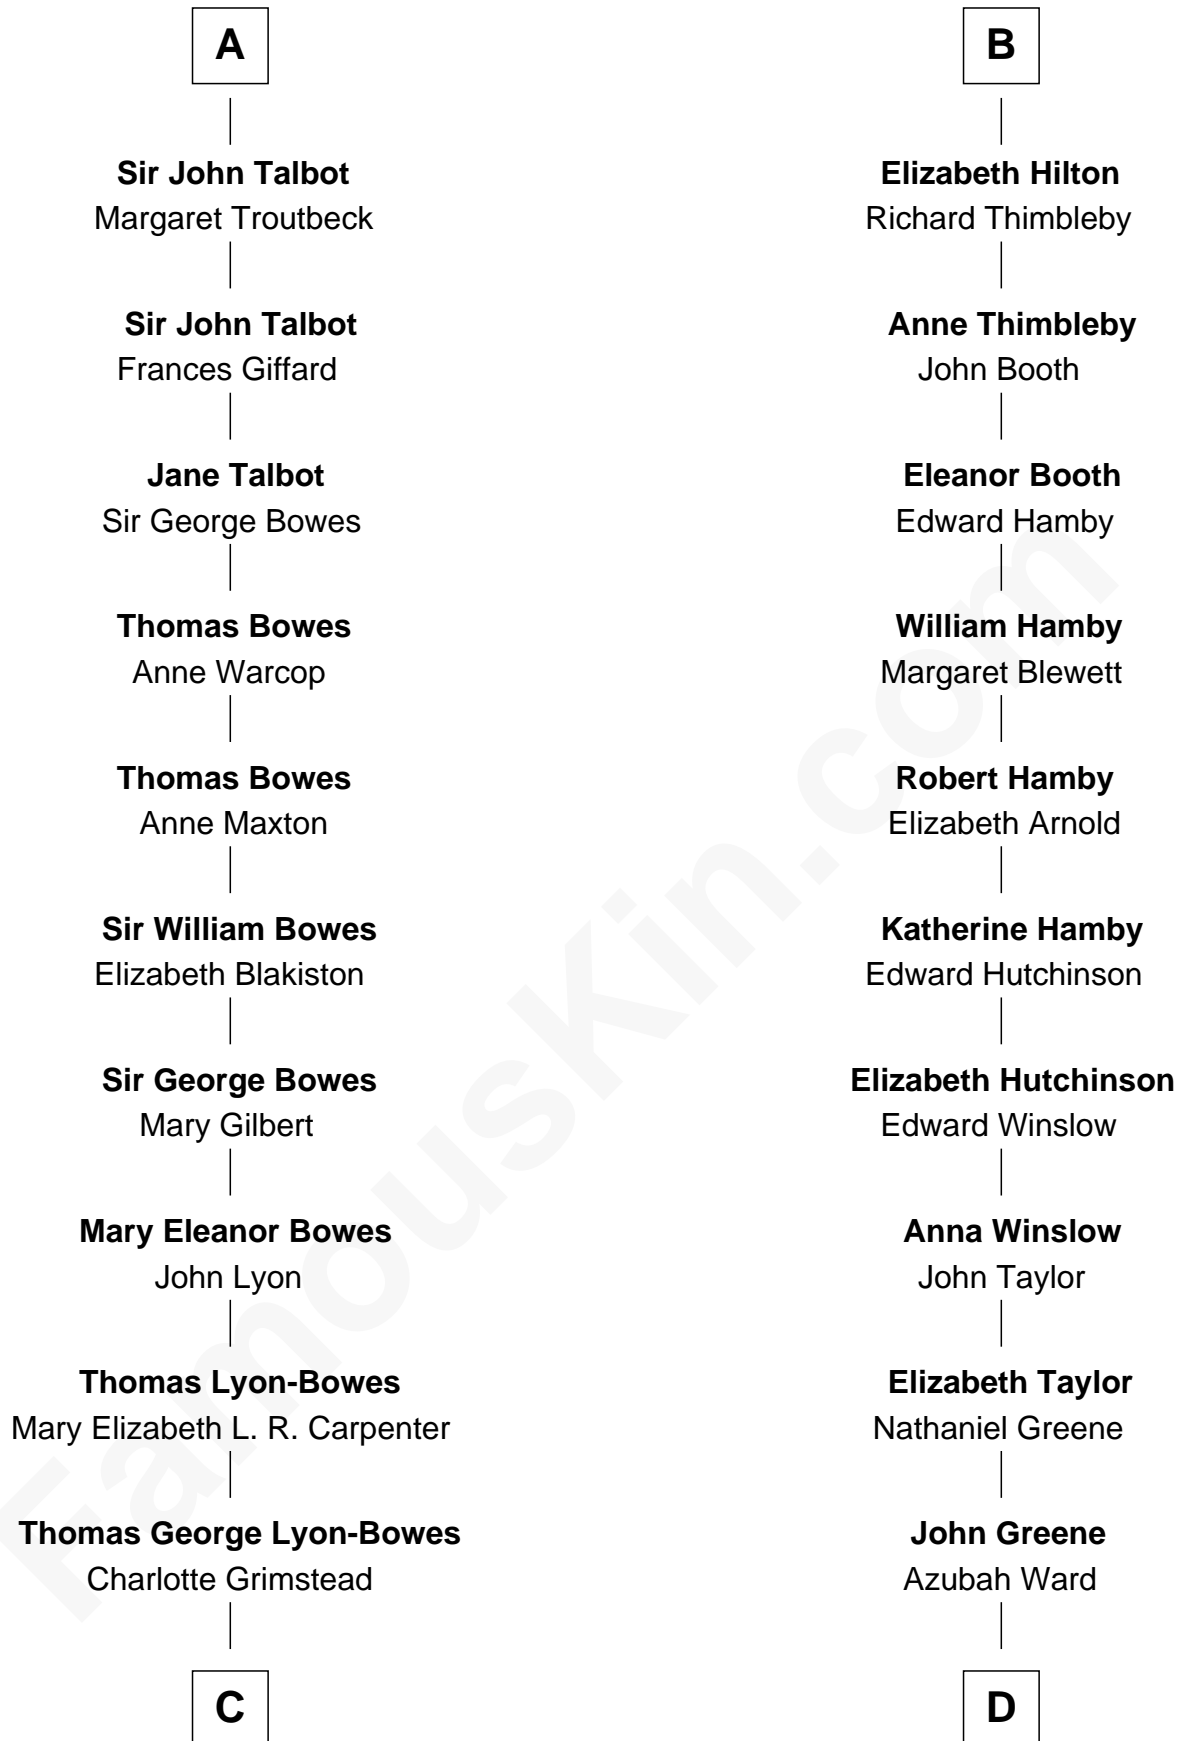 A
Sir John Talbot
Margaret Troutbeck
Sir John Talbot
Frances Giffard
Jane Talbot
Sir George Bowes
Thomas Bowes
Anne Warcop
Thomas Bowes
Anne Maxton
Sir William Bowes
Elizabeth Blakiston
Sir George Bowes
Mary Gilbert
Mary Eleanor Bowes
John Lyon
Thomas Lyon-Bowes
Mary Elizabeth L. R. Carpenter
Thomas George Lyon-Bowes
Charlotte Grimstead
C
B
Elizabeth Hilton
Richard Thimbleby
Anne Thimbleby
John Booth
Eleanor Booth
Edward Hamby
William Hamby
Margaret Blewett
Robert Hamby
Elizabeth Arnold
Katherine Hamby
Edward Hutchinson
Elizabeth Hutchinson
Edward Winslow
Anna Winslow
John Taylor
Elizabeth Taylor
Nathaniel Greene
John Greene
Azubah Ward
D
FamousKin.com